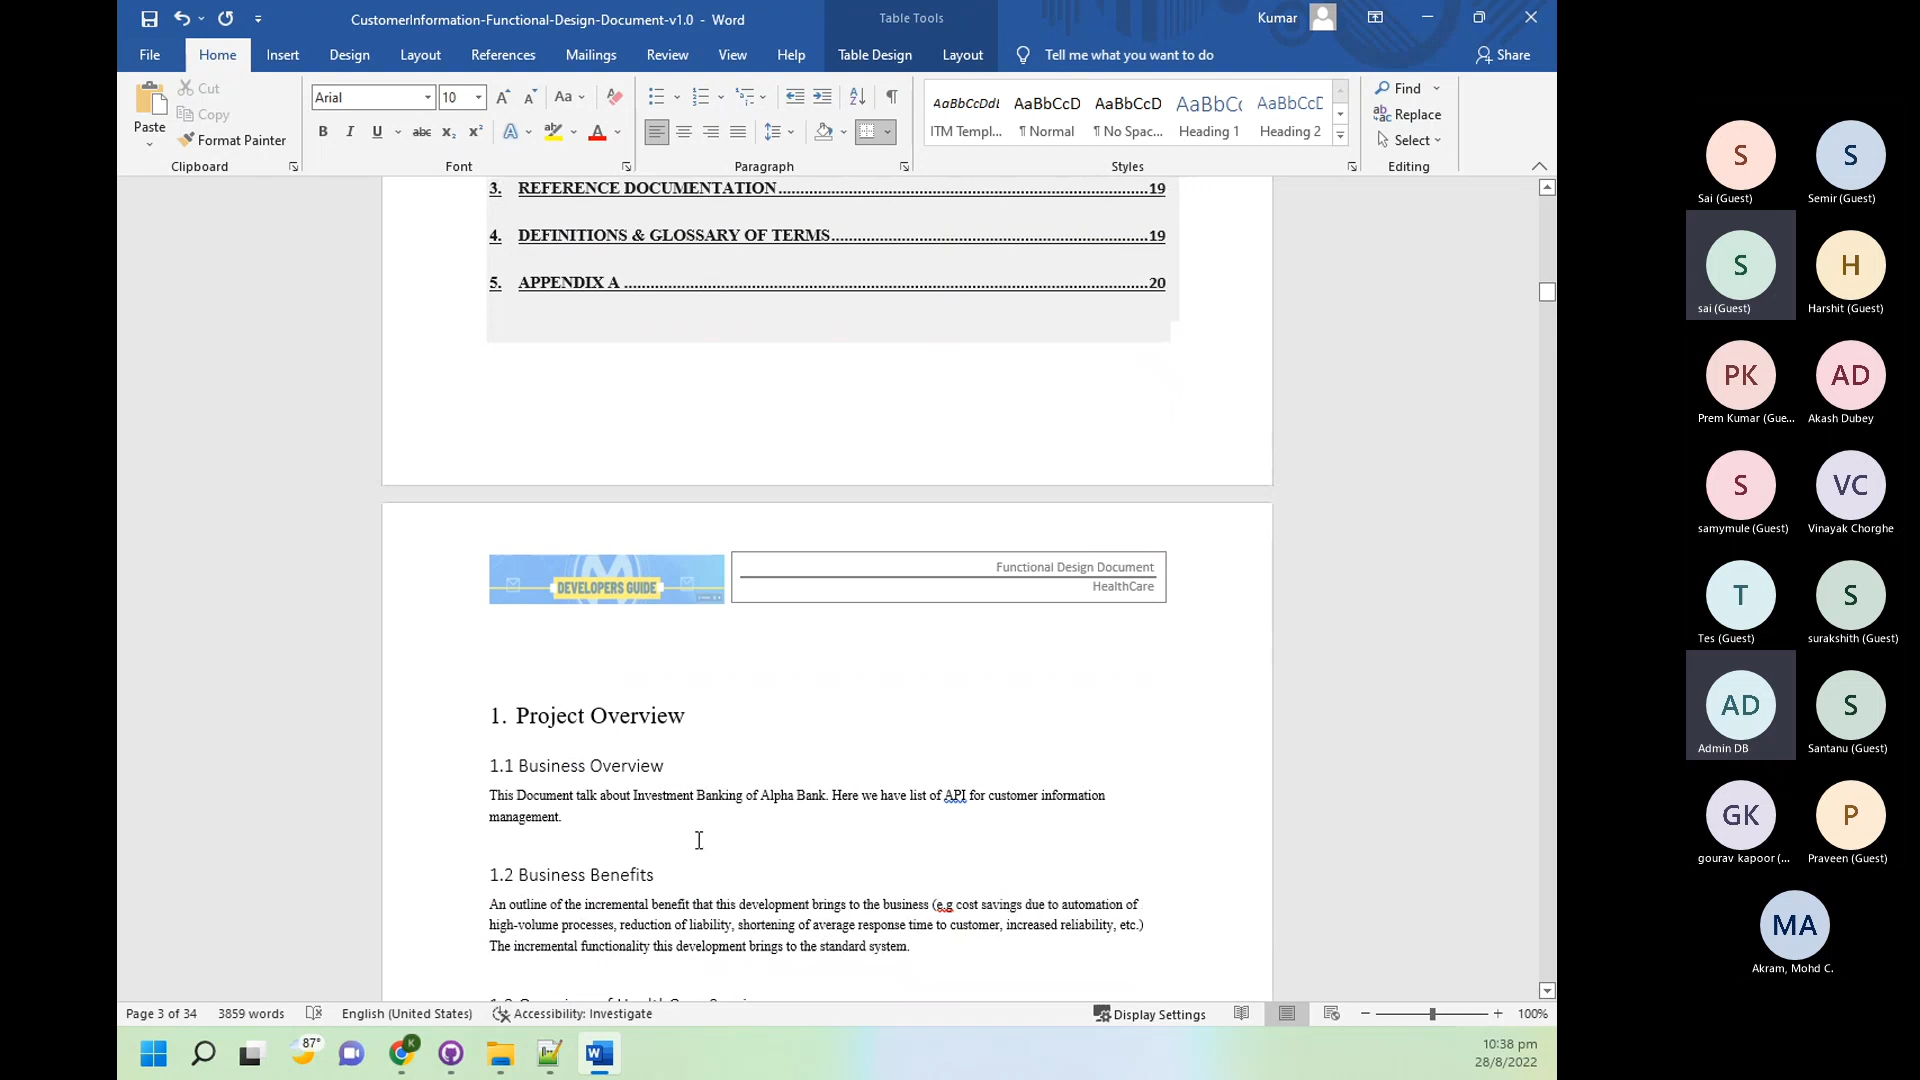 CustomerInformation-Functional-Design-Document-v1.0 - Word
Table Tools
Kumar
File Home Insert Design Layout References Mailings Review View Help Table Design Layout Tell me what you want to do Share
Paste
Cut
Copy
Format Painter
Clipboard
Arial 10
Font
Paragraph
AaBbCcDdI AaBbCcD AaBbCcD AaBbCc AaBbCcE
ITM Templ... ¶ Normal ¶ No Spac... Heading 1 Heading 2
Styles
Find
Replace
Select
Editing
3. REFERENCE DOCUMENTATION 19
4. DEFINITIONS & GLOSSARY OF TERMS 19
5. APPENDIX A 20
DEVELOPERS GUIDE
Functional Design Document
HealthCare
1. Project Overview
1.1 Business Overview
This Document talk about Investment Banking of Alpha Bank. Here we have list of API for customer information
management.
1.2 Business Benefits
An outline of the incremental benefit that this development brings to the business (e.g cost savings due to automation of
high-volume processes, reduction of liability, shortening of average response time to customer, increased reliability, etc.)
The incremental functionality this development brings to the standard system.
Page 3 of 34 3859 words English (United States) Accessibility: Investigate Display Settings 100%
87°
K
10:38 pm
28/8/2022
S S
Sai (Guest) Semir (Guest)
S H
sai (Guest) Harshit (Guest)
PK AD
Prem Kumar (Gue... Akash Dubey
S VC
samymule (Guest) Vinayak Chorghe
T S
Tes (Guest) surakshith (Guest)
AD S
Admin DB Santanu (Guest)
GK P
gourav kapoor (... Praveen (Guest)
MA
Akram, Mohd C.